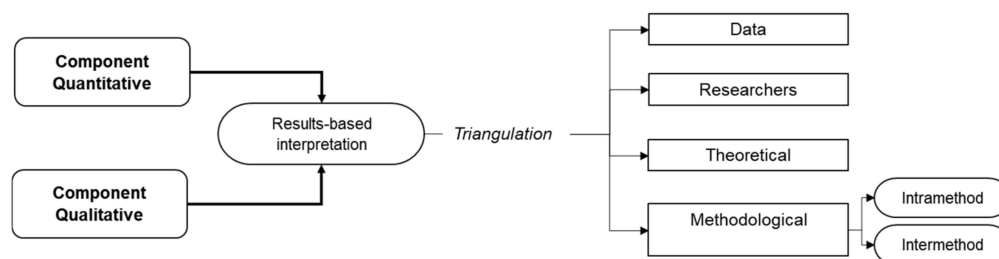 Component
Quantitative
Component
Qualitative
Results-based
interpretation
Triangulation
Data
Researchers
Theoretical
Methodological
Intramethod
Intermethod